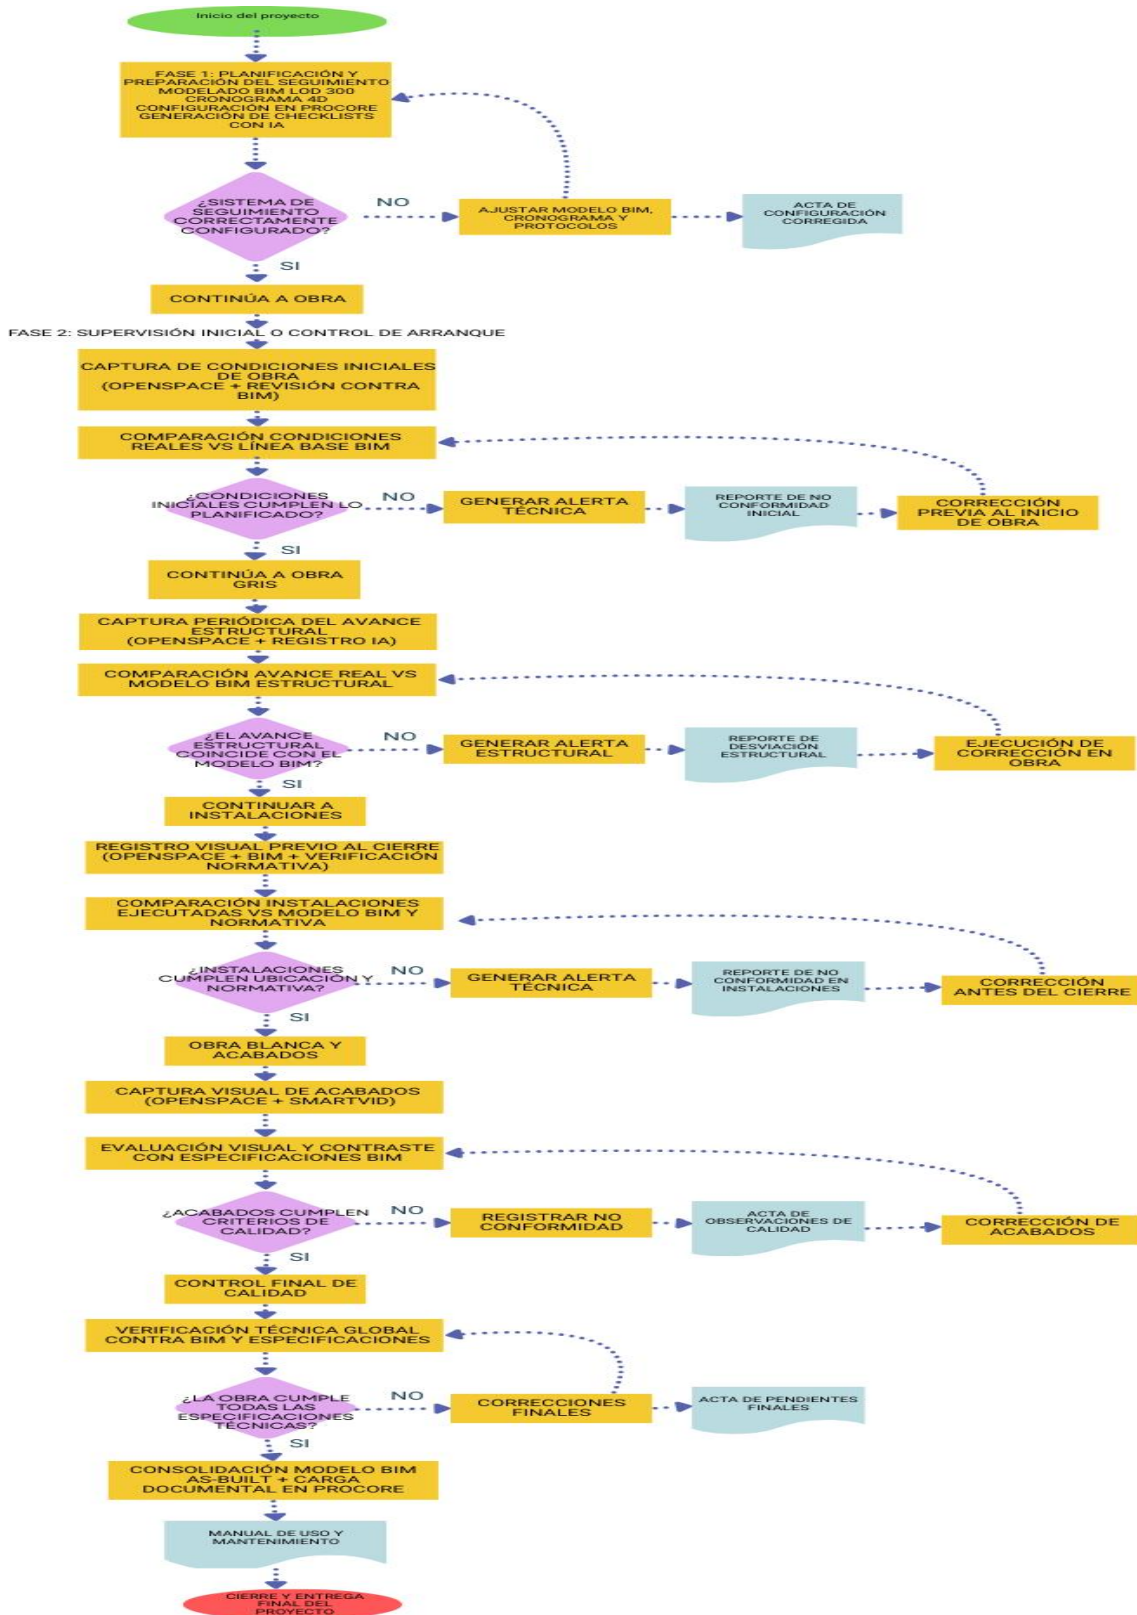 Inicio del proyecto
FASE 1: PLANIFICACIÓN Y
PREPARACIÓN DEL SEGUIMIENTO
MODELADO BIM LOD 300
CRONOGRAMA 4D
CONFIGURACIÓN EN PROCORE
GENERACIÓN DE CHECKLISTS
CON IA
¿SISTEMA DE
SEGUIMIENTO
CORRECTAMENTE
CONFIGURADO?
NO
AJUSTAR MODELO BIM,
CRONOGRAMA Y
PROTOCOLOS
ACTA DE
CONFIGURACIÓN
CORREGIDA
SI
CONTINÚA A OBRA
FASE 2: SUPERVISIÓN INICIAL O CONTROL DE ARRANQUE
CAPTURA DE CONDICIONES INICIALES
DE OBRA
(OPENSPACE + REVISIÓN CONTRA
BIM)
COMPARACIÓN CONDICIONES
REALES VS LÍNEA BASE BIM
¿CONDICIONES
INICIALES CUMPLEN LO
PLANIFICADO?
NO
GENERAR ALERTA
TÉCNICA
REPORTE DE NO
CONFORMIDAD
INICIAL
CORRECCIÓN
PREVIA AL INICIO
DE OBRA
SI
CONTINÚA A OBRA
GRIS
CAPTURA PERIÓDICA DEL AVANCE
ESTRUCTURAL
(OPENSPACE + REGISTRO IA)
COMPARACIÓN AVANCE REAL VS
MODELO BIM ESTRUCTURAL
¿EL AVANCE
ESTRUCTURAL
COINCIDE CON EL
MODELO BIM?
NO
GENERAR ALERTA
ESTRUCTURAL
REPORTE DE
DESVIACIÓN
ESTRUCTURAL
EJECUCIÓN DE
CORRECCIÓN EN
OBRA
SI
CONTINUAR A
INSTALACIONES
REGISTRO VISUAL PREVIO AL CIERRE
(OPENSPACE + BIM + VERIFICACIÓN
NORMATIVA)
COMPARACIÓN INSTALACIONES
EJECUTADAS VS MODELO BIM Y
NORMATIVA
¿INSTALACIONES
CUMPLEN UBICACIÓN Y
NORMATIVA?
NO
GENERAR ALERTA
TÉCNICA
REPORTE DE NO
CONFORMIDAD EN
INSTALACIONES
CORRECCIÓN
ANTES DEL CIERRE
SI
OBRA BLANCA Y
ACABADOS
CAPTURA VISUAL DE ACABADOS
(OPENSPACE + SMARTVID)
EVALUACIÓN VISUAL Y CONTRASTE
CON ESPECIFICACIONES BIM
¿ACABADOS CUMPLEN
CRITERIOS DE
CALIDAD?
NO
REGISTRAR NO
CONFORMIDAD
ACTA DE
OBSERVACIONES DE
CALIDAD
CORRECCIÓN DE
ACABADOS
SI
CONTROL FINAL DE
CALIDAD
VERIFICACIÓN TÉCNICA GLOBAL
CONTRA BIM Y ESPECIFICACIONES
¿LA OBRA CUMPLE
TODAS LAS
ESPECIFICACIONES
TÉCNICAS?
NO
CORRECCIONES
FINALES
ACTA DE PENDIENTES
FINALES
SI
CONSOLIDACIÓN MODELO BIM
AS-BUILT + CARGA
DOCUMENTAL EN PROCORE
MANUAL DE USO Y
MANTENIMIENTO
CIERRE Y ENTREGA
FINAL DEL
PROYECTO